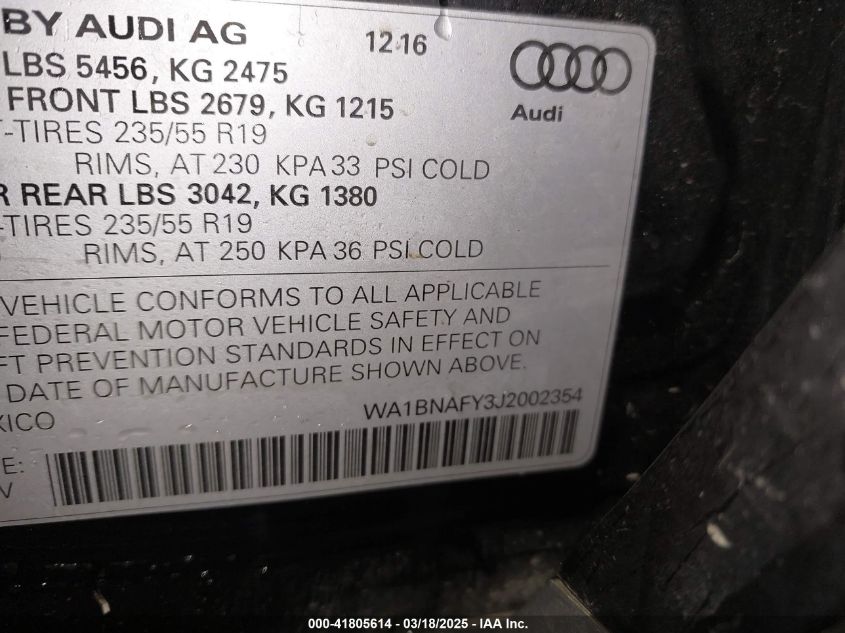 BY AUDI AG 12 16
LBS 5456, KG 2475
Audi
FRONT LBS 2679, KG 1215
-TIRES 235/55 R19
RIMS, AT 230 KPA 33 PSI COLD
R REAR LBS 3042, KG 1380
-TIRES 235/55 R19
RIMS, AT 250 KPA 36 PSI COLD
VEHICLE CONFORMS TO ALL APPLICABLE
FEDERAL MOTOR VEHICLE SAFETY AND
FT PREVENTION STANDARDS IN EFFECT ON
DATE OF MANUFACTURE SHOWN ABOVE.
XICO WA1BNAFY3J2002354
E:
V
000-41805614 - 03/18/2025 - IAA Inc.